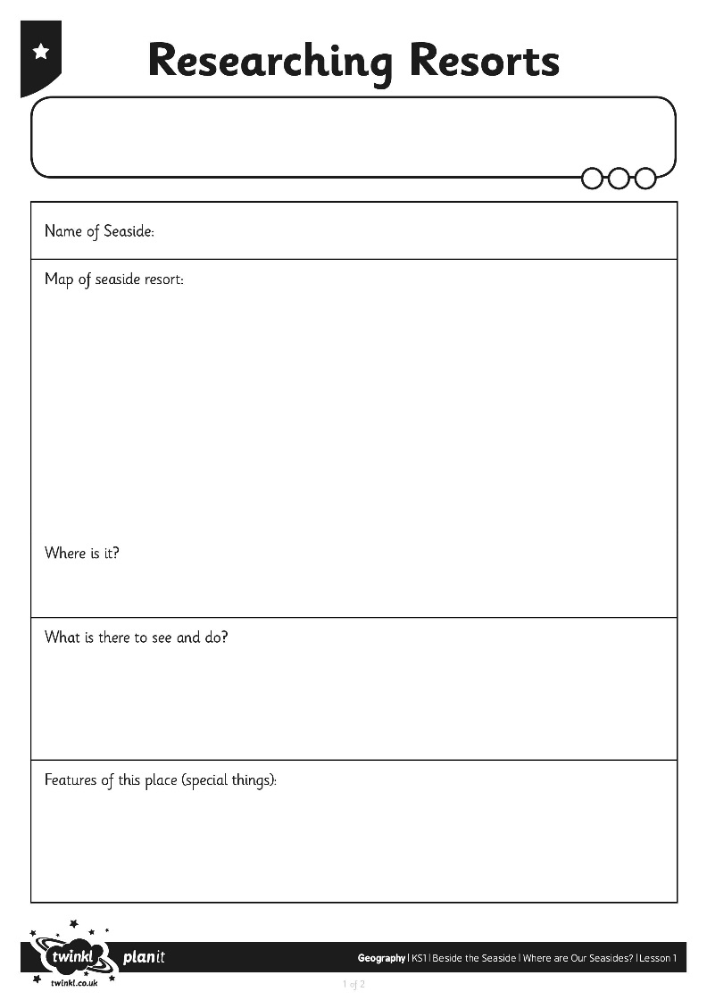 Researching Resorts
Name of Seaside:
Map of seaside resort:
Where is it?
What is there to see and do?
Features of this place (special things):
twinkl planit
Geography | KS1 | Beside the Seaside | Where are Our Seasides? | Lesson 1
twinkl.co.uk
1 of 2